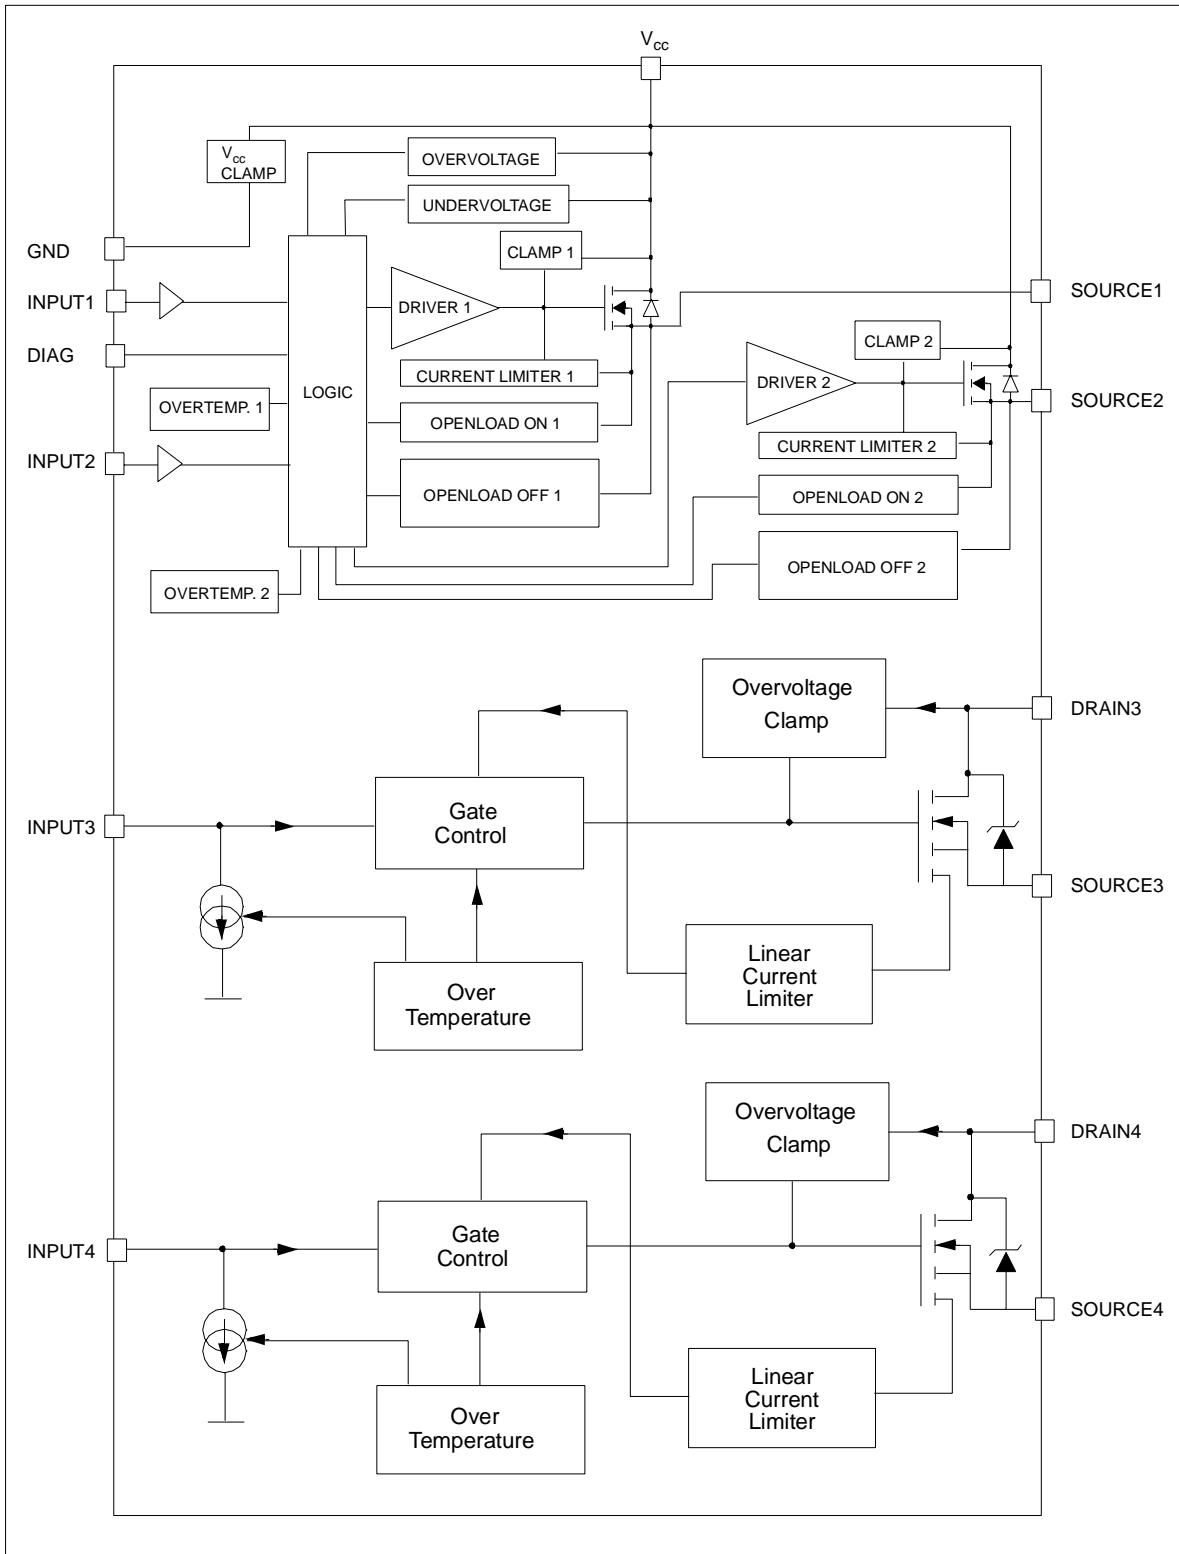 Vcc
Vcc
CLAMP
OVERVOLTAGE
UNDERVOLTAGE
GND
CLAMP 1
INPUT1
DRIVER 1
SOURCE1
DIAG
CLAMP 2
LOGIC
CURRENT LIMITER 1
DRIVER 2
OVERTEMP. 1
SOURCE2
OPENLOAD ON 1
CURRENT LIMITER 2
INPUT2
OPENLOAD OFF 1
OPENLOAD ON 2
OPENLOAD OFF 2
OVERTEMP. 2
Overvoltage
Clamp
DRAIN3
INPUT3
Gate
Control
SOURCE3
Linear
Current
Limiter
Over
Temperature
Overvoltage
Clamp
DRAIN4
INPUT4
Gate
Control
SOURCE4
Linear
Current
Limiter
Over
Temperature